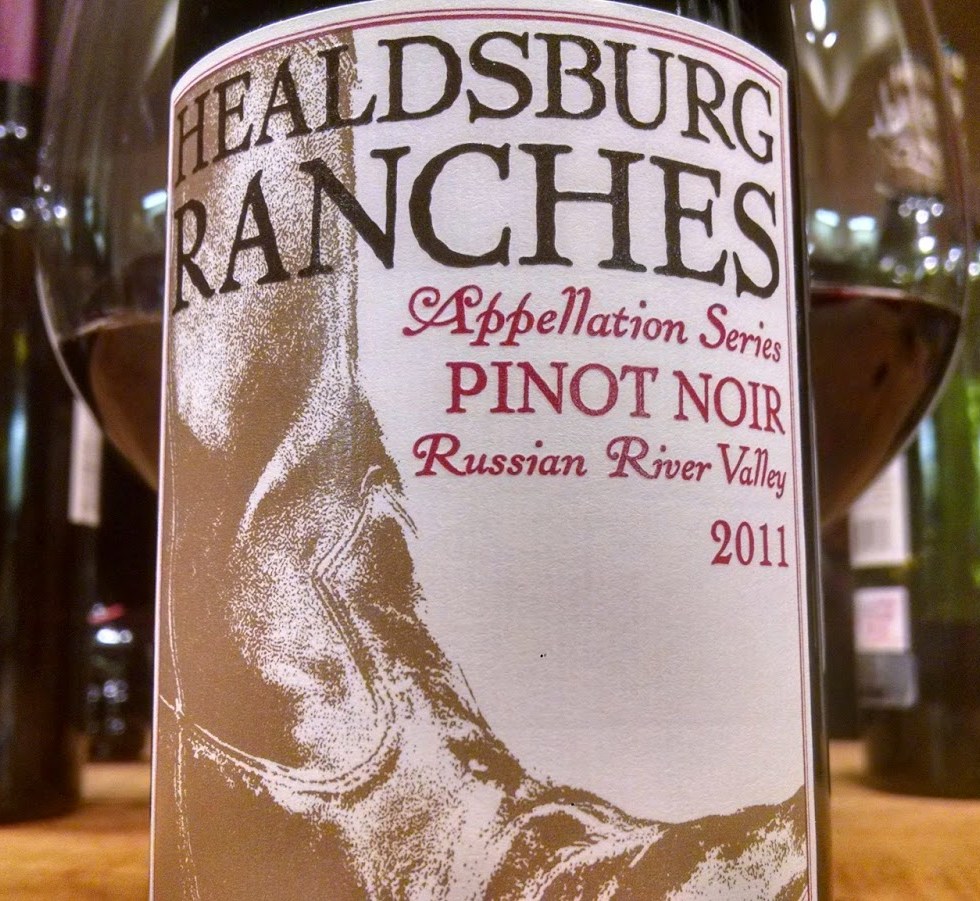 HEALDSBURG
RANCHES
Appellation Series
PINOT NOIR
Russian River Valley
2011